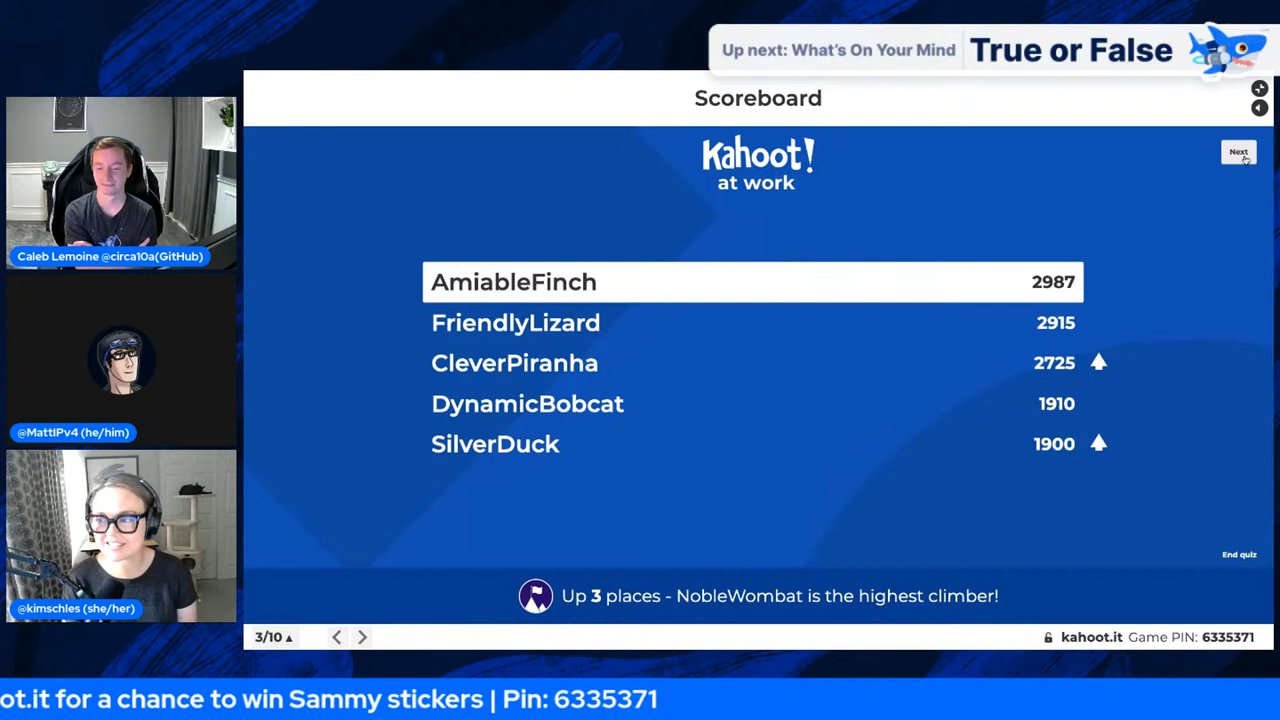 Up next: What's On Your Mind
True or False
Scoreboard
Kahoot!
at work
Next
AmiableFinch 2987
FriendlyLizard 2915
CleverPiranha 2725
DynamicBobcat 1910
SilverDuck 1900
End quiz
Up 3 places - NobleWombat is the highest climber!
3/10
kahoot.it Game PIN: 6335371
Caleb Lemoine @circa10a(GitHub)
@MattIPv4 (he/him)
@kimschles (she/her)
ot.it for a chance to win Sammy stickers | Pin: 6335371